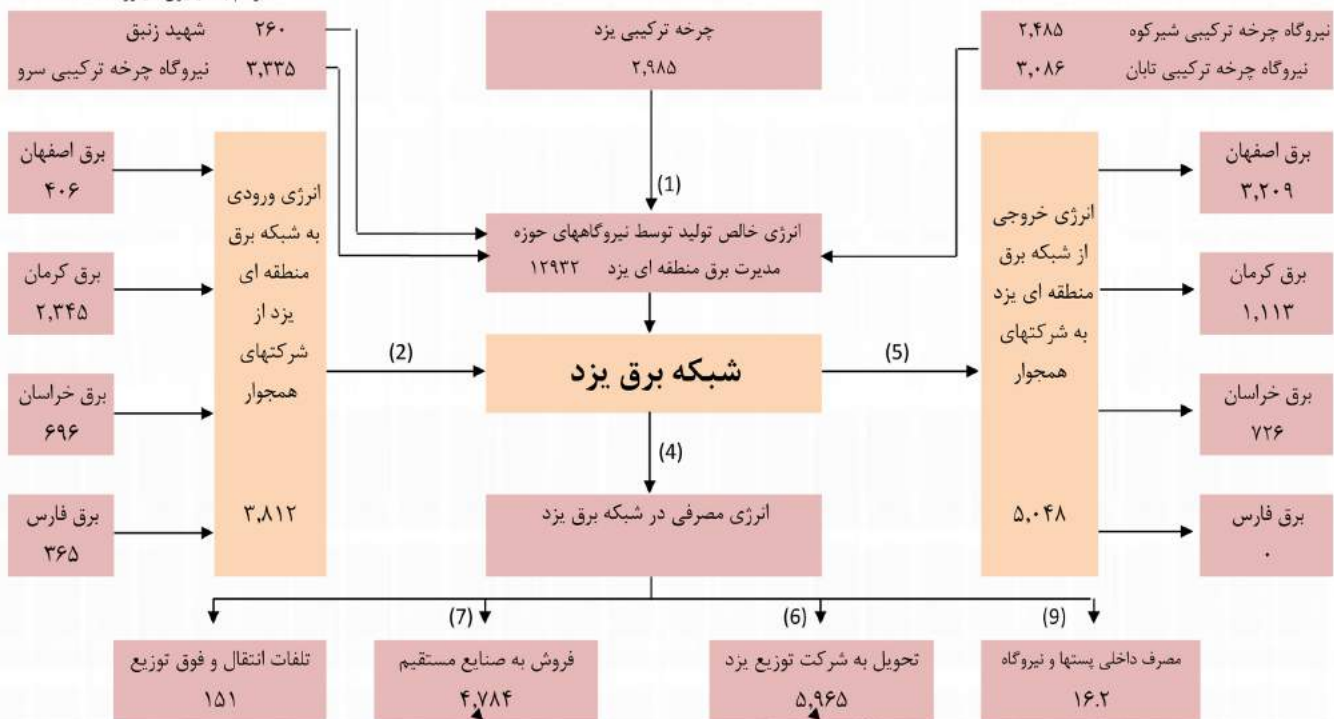 نیروگاه چرخه ترکیبی شیرکوه ۲,۴۸۵
نیروگاه چرخه ترکیبی تابان ۳,۰۸۶
چرخه ترکیبی یزد
۲,۹۸۵
۲۶۰ شهید زنبق
۳,۳۳۵ نیروگاه چرخه ترکیبی سرو
برق اصفهان
۳,۲۰۹
برق کرمان
۱,۱۱۳
برق خراسان
۷۲۶
برق فارس
۰
انرژی خروجی
از شبکه برق
منطقه ای یزد
به شرکتهای
همجوار
۵,۰۴۸
(1)
انرژی خالص تولید توسط نیروگاههای حوزه
مدیرت برق منطقه ای یزد ۱۲۹۳۲
(5)
شبکه برق یزد
(2)
(4)
انرژی مصرفی در شبکه برق یزد
انرژی ورودی
به شبکه برق
منطقه ای
یزد از
شرکتهای
همجوار
۳,۸۱۲
برق اصفهان
۴۰۶
برق کرمان
۲,۳۴۵
برق خراسان
۶۹۶
برق فارس
۳۶۵
(9)
مصرف داخلی پستها و نیروگاه
۱۶.۲
(6)
تحویل به شرکت توزیع یزد
۵,۹۶۵
(7)
فروش به صنایع مستقیم
۴,۷۸۴
تلفات انتقال و فوق توزیع
۱۵۱